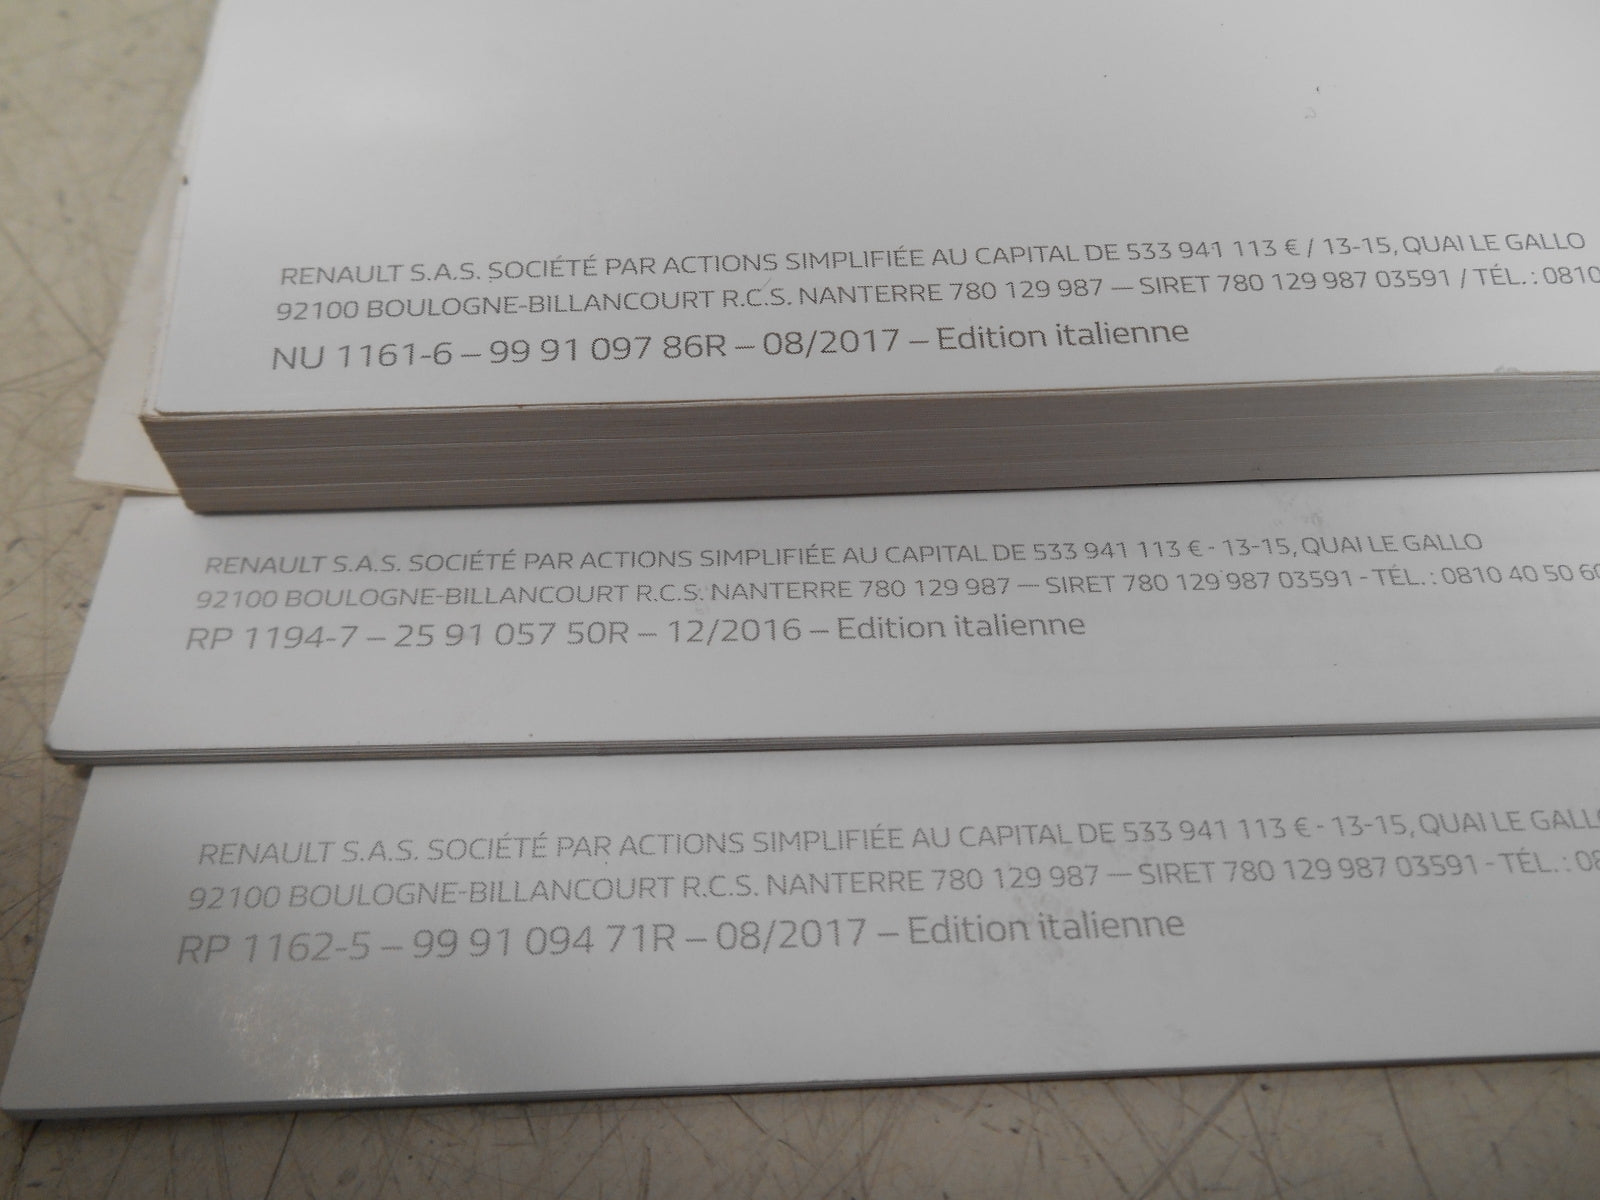 RENAULT S.A.S. SOCIÉTÉ PAR ACTIONS SIMPLIFIÉE AU CAPITAL DE 533 941 113 € / 13-15, QUAI LE GALLO
92100 BOULOGNE-BILLANCOURT R.C.S. NANTERRE 780 129 987 — SIRET 780 129 987 03591 / TÉL. : 0810
NU 1161-6 – 99 91 097 86R – 08/2017 – Edition italienne
RENAULT S.A.S. SOCIÉTÉ PAR ACTIONS SIMPLIFIÉE AU CAPITAL DE 533 941 113 € - 13-15, QUAI LE GALLO
92100 BOULOGNE-BILLANCOURT R.C.S. NANTERRE 780 129 987 — SIRET 780 129 987 03591 - TÉL. : 0810 40 50 60
RP 1194-7 – 25 91 057 50R – 12/2016 – Edition italienne
RENAULT S.A.S. SOCIÉTÉ PAR ACTIONS SIMPLIFIÉE AU CAPITAL DE 533 941 113 € - 13-15, QUAI LE GALL
92100 BOULOGNE-BILLANCOURT R.C.S. NANTERRE 780 129 987 — SIRET 780 129 987 03591 - TÉL. : 08
RP 1162-5 – 99 91 094 71R – 08/2017 – Edition italienne